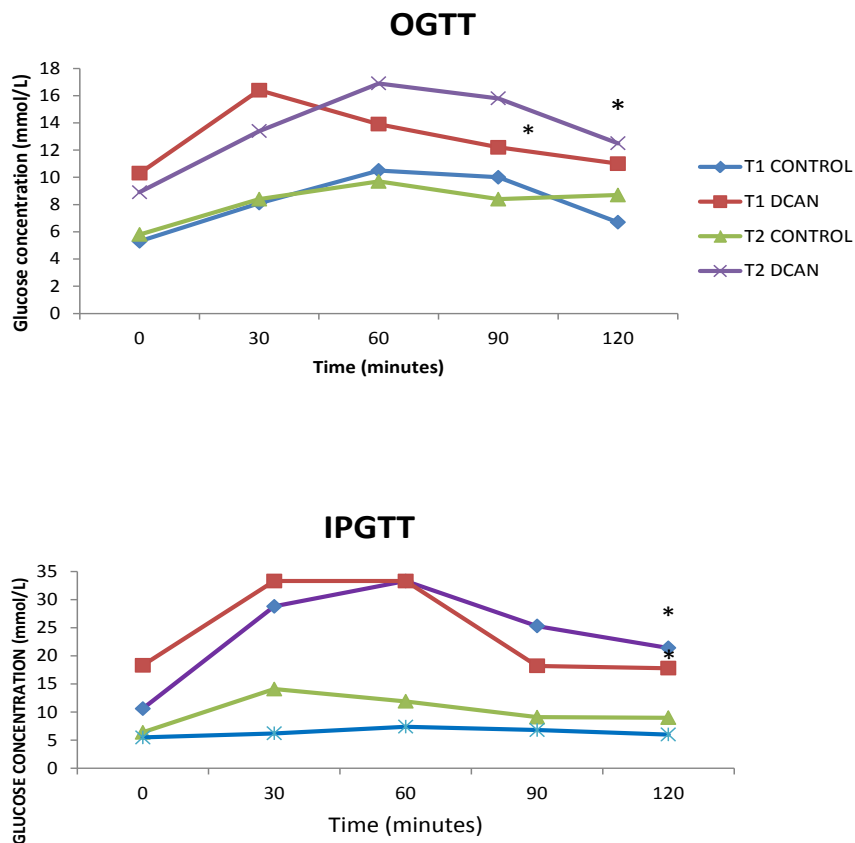 OGTT
Glucose concentration (mmol/L)
18
16
14
12
10
8
6
4
2
0
*
*
0 30 60 90 120
Time (minutes)
T1 CONTROL
T1 DCAN
T2 CONTROL
T2 DCAN
IPGTT
GLUCOSE CONCENTRATION (mmol/L)
35
30
25
20
15
10
5
0
*
*
0 30 60 90 120
Time (minutes)